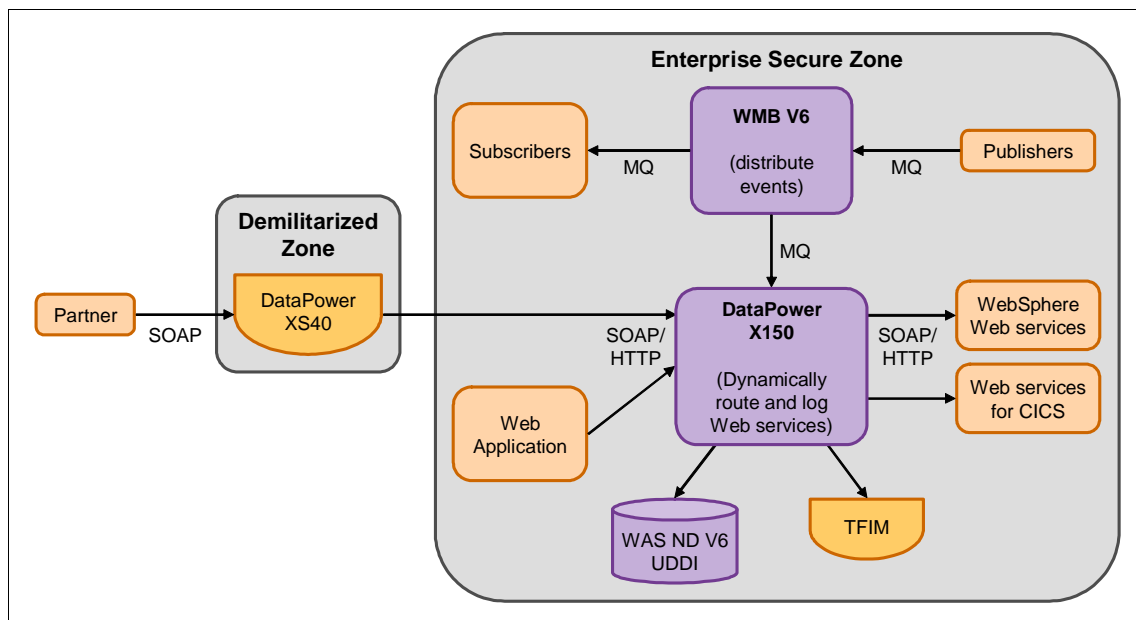 Enterprise Secure Zone
WMB V6
(distribute
events)
Subscribers
MQ
MQ
Publishers
MQ
Demilitarized
Zone
DataPower
XS40
Partner
SOAP
SOAP/
HTTP
DataPower
X150
(Dynamically
route and log
Web services)
SOAP/
HTTP
WebSphere
Web services
Web services
for CICS
Web
Application
WAS ND V6
UDDI
TFIM